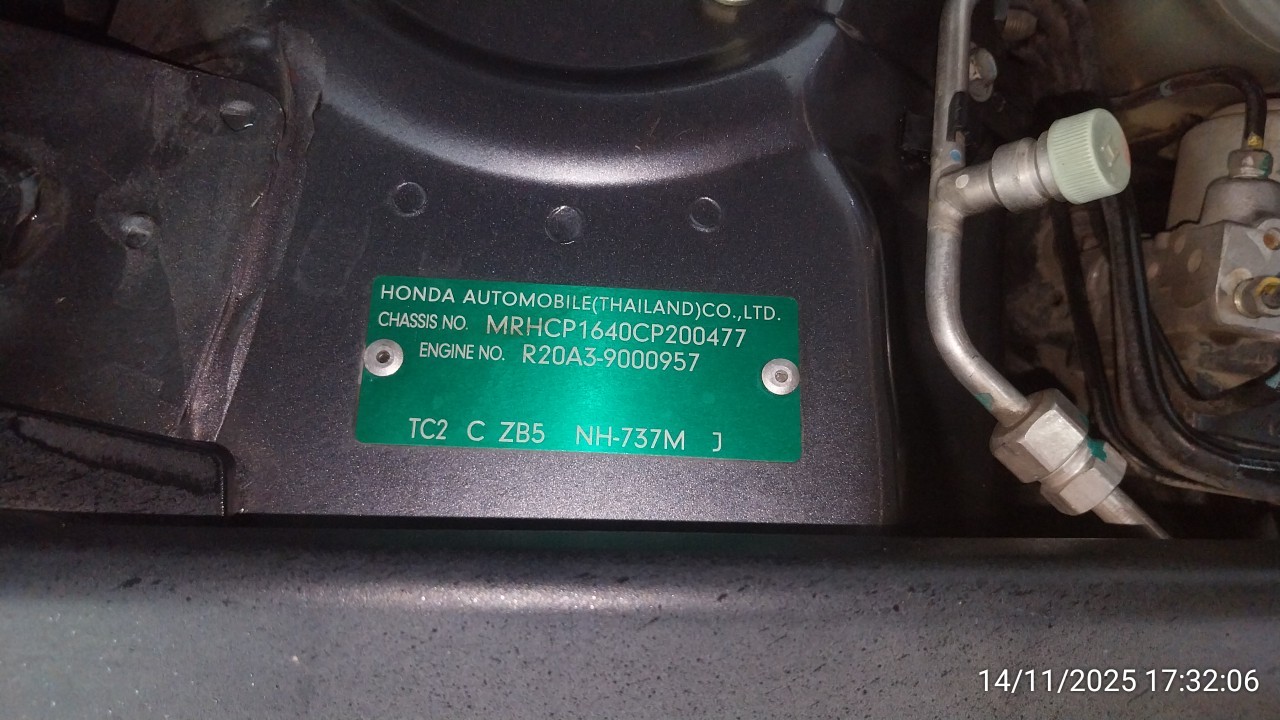 HONDA AUTOMOBILE(THAILAND)CO.,LTD.
CHASSIS NO. MRHCP1640CP200477
ENGINE NO. R20A3-9000957
TC2 C ZB5 NH-737M J
14/11/2025 17:32:06